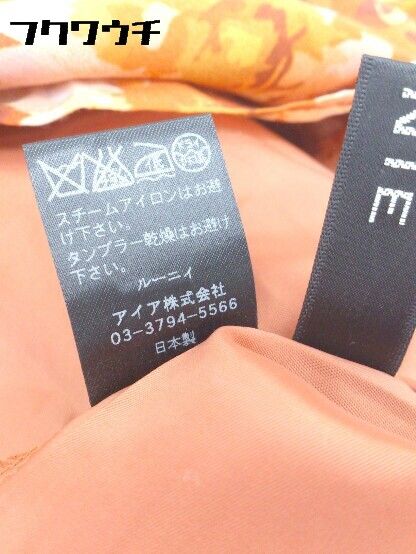 フクワウチ
スチームアイロンはお避
け下さい。
タンブラー乾燥はお避け
下さい。
ルーニィ
アイア株式会社
03-3794-5566
日本製